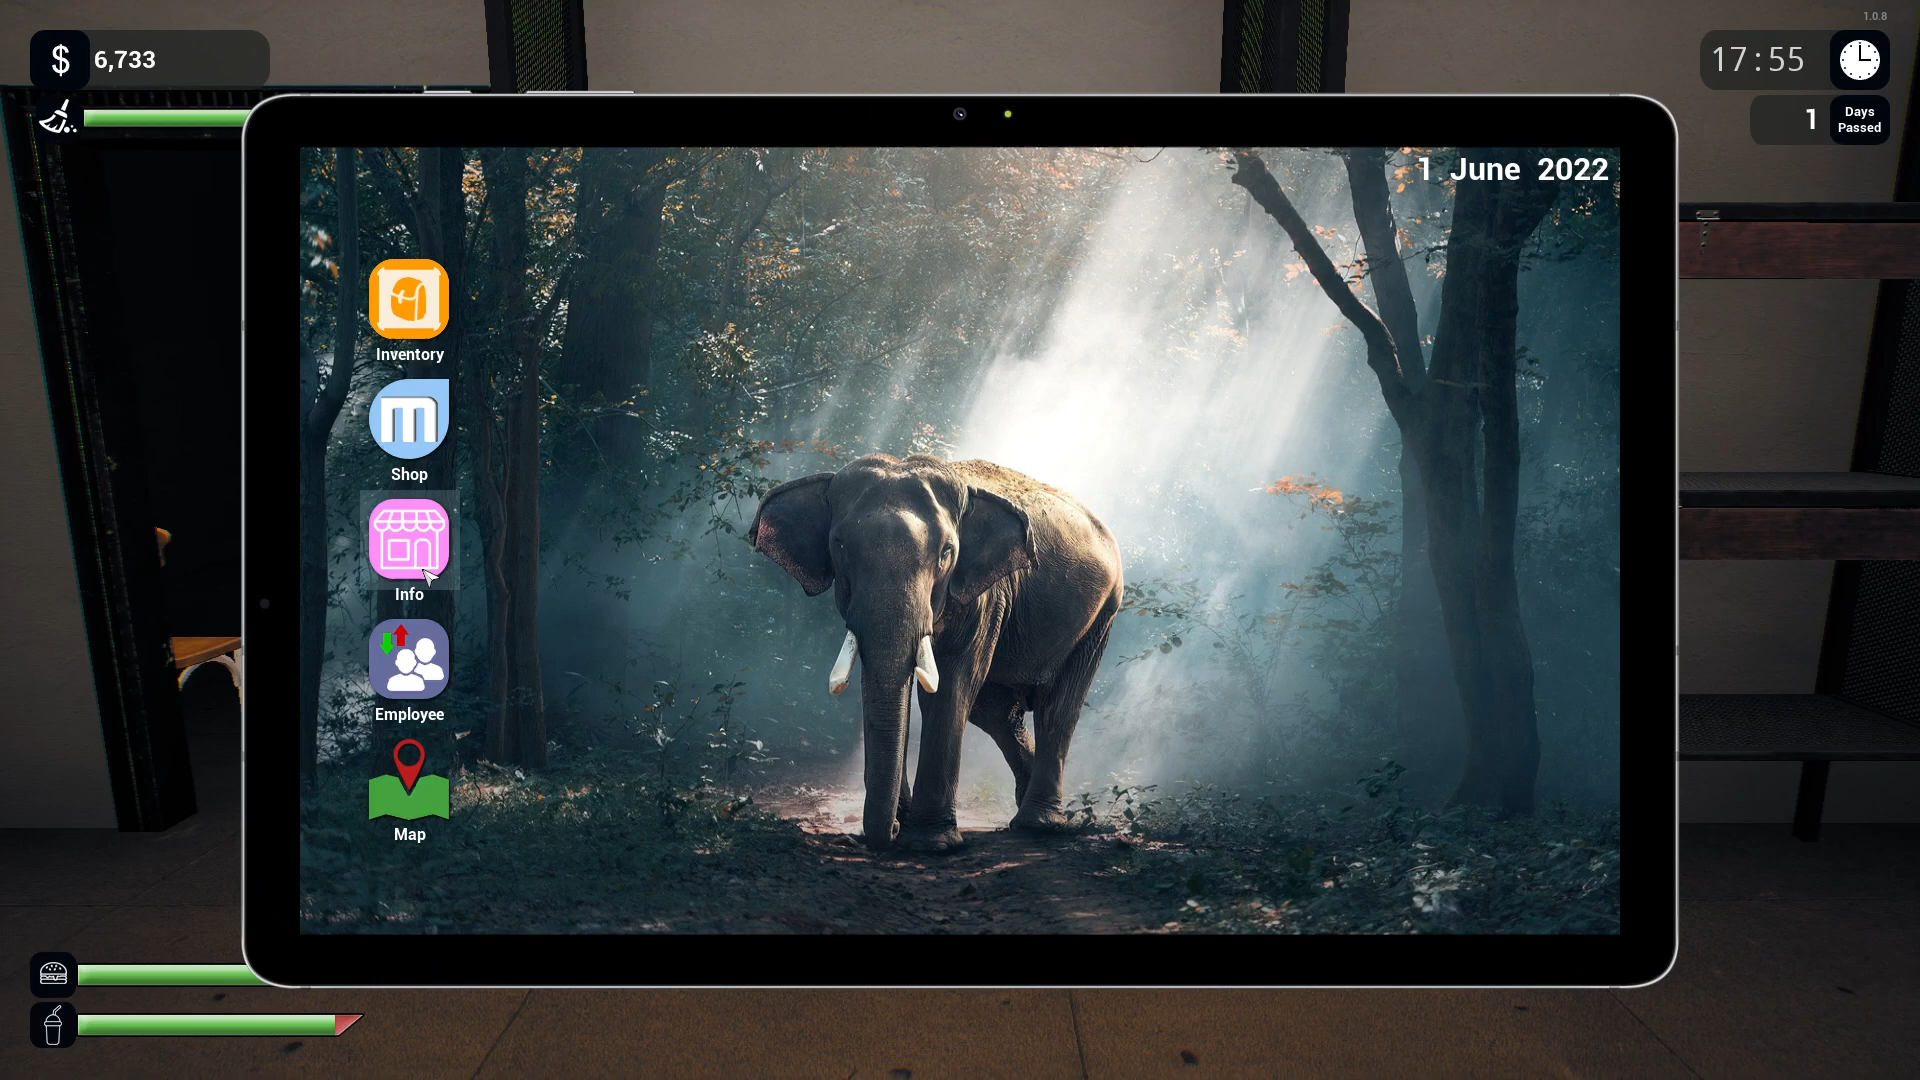 1.0.8
$ 6,733
17:55
1 Days
Passed
1 June 2022
Inventory
m
Shop
Info
Employee
Map